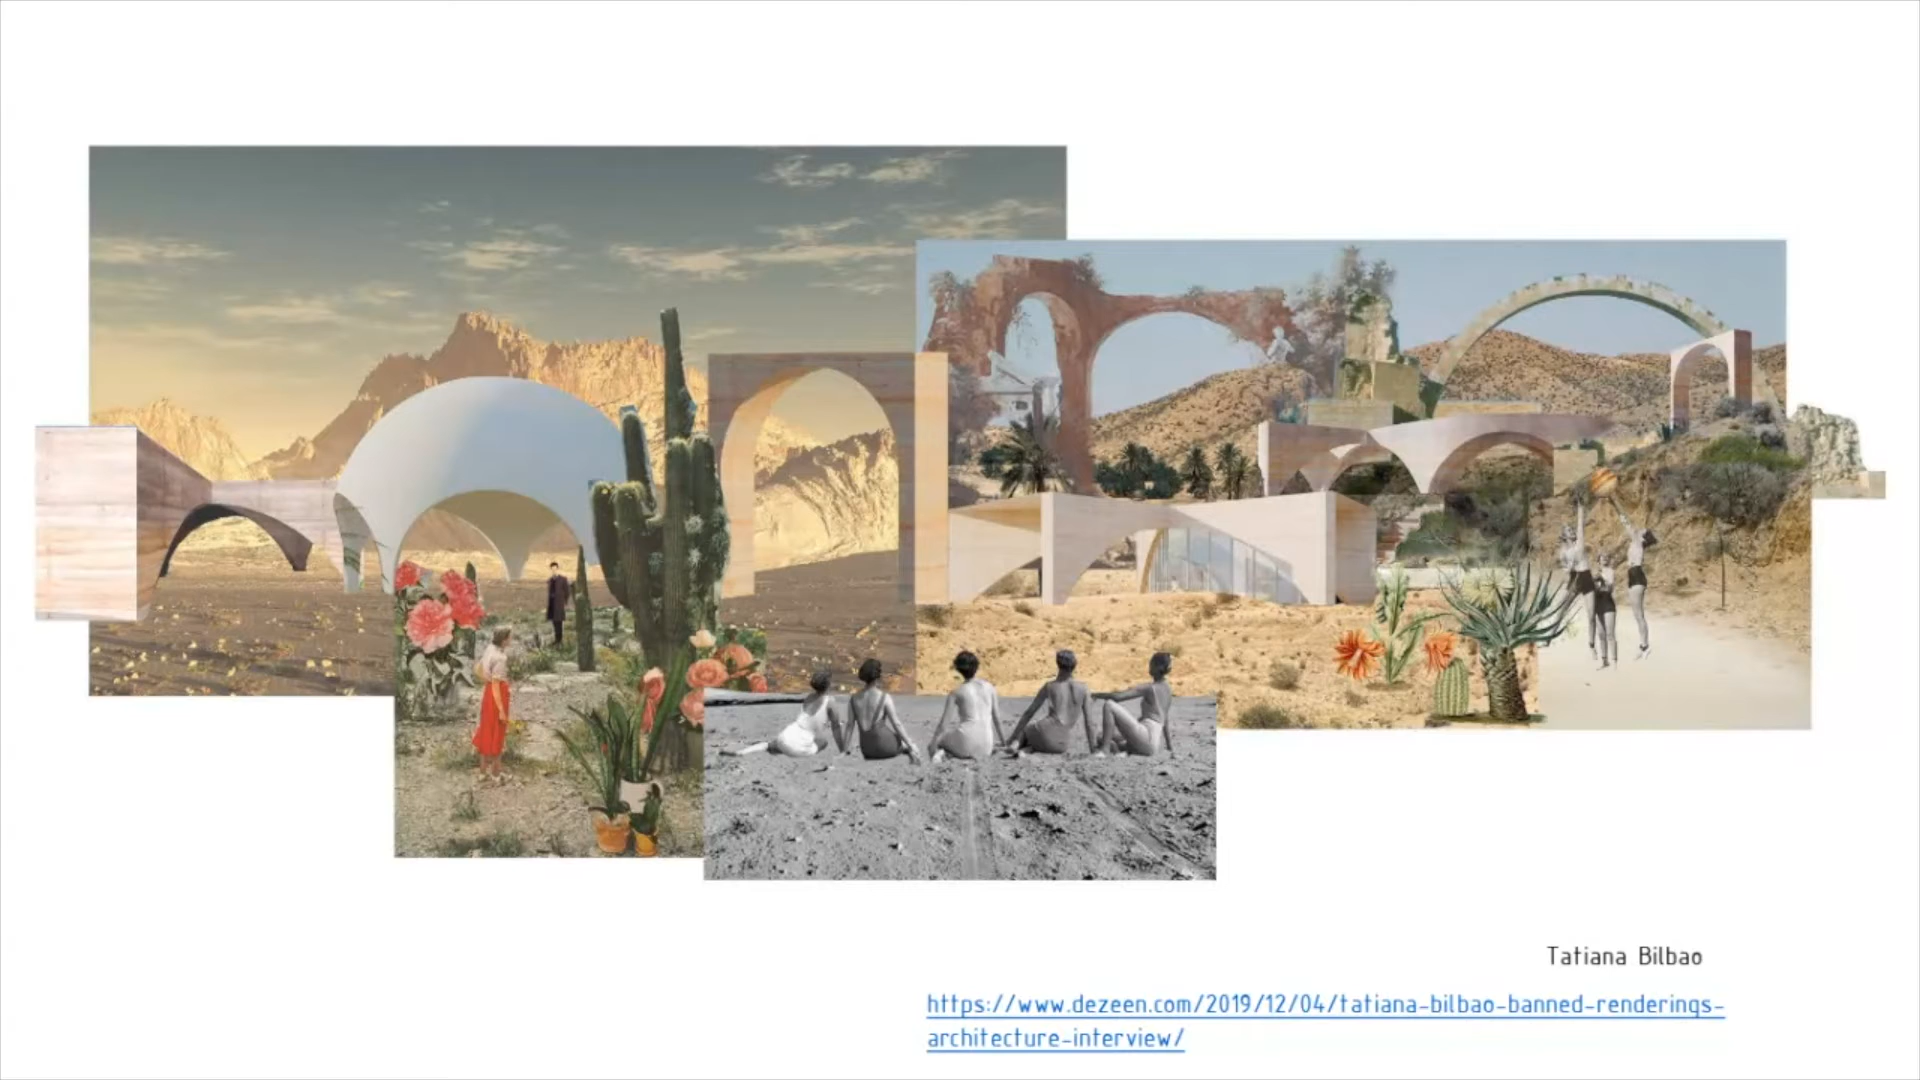 Tatiana Bilbao
https://www.dezeen.com/2019/12/04/tatiana-bilbao-banned-renderings-
architecture-interview/